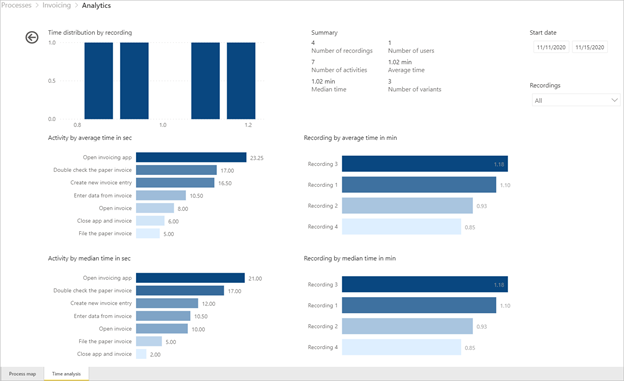 Processes > Invoicing > Analytics
Time distribution by recording
1.0
0.5
0.0
0.8
1.0
1.2
Summary
4
Number of recordings
1
Number of users
7
Number of activities
1.02 min
Average time
1.02 min
Median time
3
Number of variants
Start date
11/11/2020
11/15/2020
Recordings
All
Activity by average time in sec
Open invoicing app 23.25
Double check the paper invoice 17.00
Create new invoice entry 16.50
Enter data from invoice 10.50
Open invoice 8.00
Close app and invoice 6.00
File the paper invoice 5.00
Recording by average time in min
Recording 3 1.18
Recording 1 1.10
Recording 2 0.93
Recording 4 0.85
Activity by median time in sec
Open invoicing app 21.00
Double check the paper invoice 17.00
Create new invoice entry 12.00
Enter data from invoice 10.50
Open invoice 10.00
File the paper invoice 5.00
Close app and invoice 2.00
Recording by median time in min
Recording 3 1.18
Recording 1 1.10
Recording 2 0.93
Recording 4 0.85
Process map
Time analysis